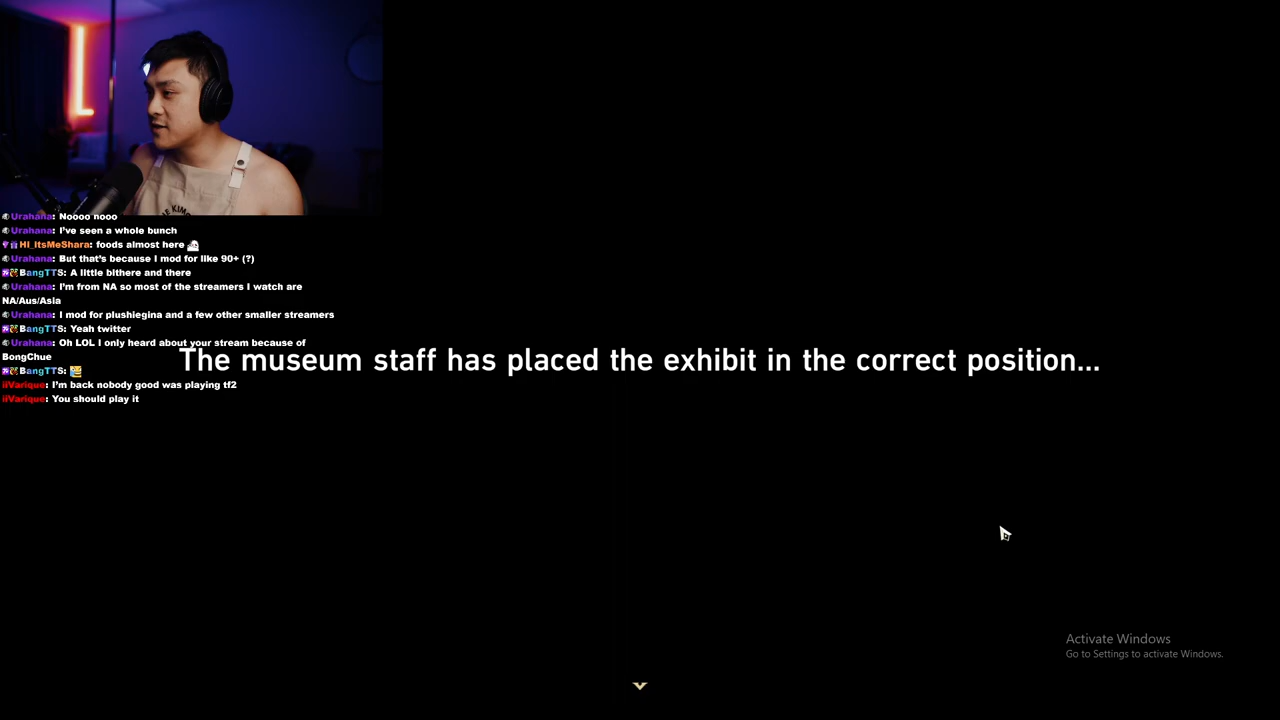 Urahana: Noooo nooo
Urahana: I've seen a whole bunch
HI_ItsMeShara: foods almost here
Urahana: But that's because I mod for like 90+ (?)
BangTTS: A little bithere and there
Urahana: I'm from NA so most of the streamers I watch are
NA/Aus/Asia
Urahana: I mod for plushiegina and a few other smaller streamers
BangTTS: Yeah twitter
Urahana: Oh LOL I only heard about your stream because of
BongChue
BangTTS:
iiVarique: I'm back nobody good was playing tf2
iiVarique: You should play it
The museum staff has placed the exhibit in the correct position...
Activate Windows
Go to Settings to activate Windows.